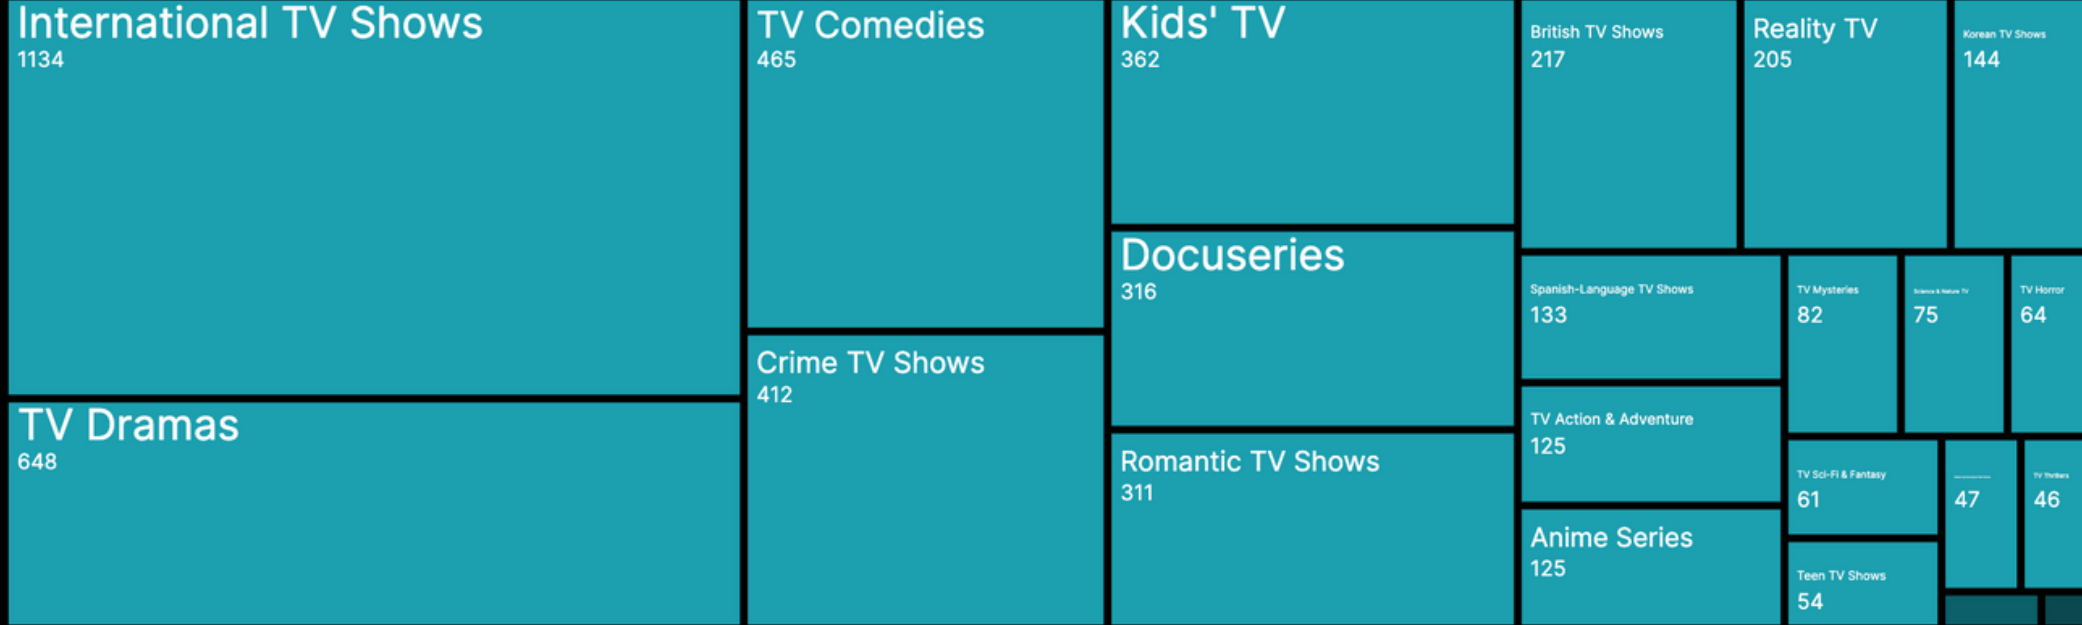 International TV Shows
1134
TV Dramas
648
TV Comedies
465
Crime TV Shows
412
Kids' TV
362
Docuseries
316
Romantic TV Shows
311
British TV Shows
217
Reality TV
205
Korean TV Shows
144
Spanish-Language TV Shows
133
TV Action & Adventure
125
Anime Series
125
TV Mysteries
82
Science & Nature TV
75
TV Horror
64
TV Sci-Fi & Fantasy
61
Teen TV Shows
54
47
TV Thrillers
46